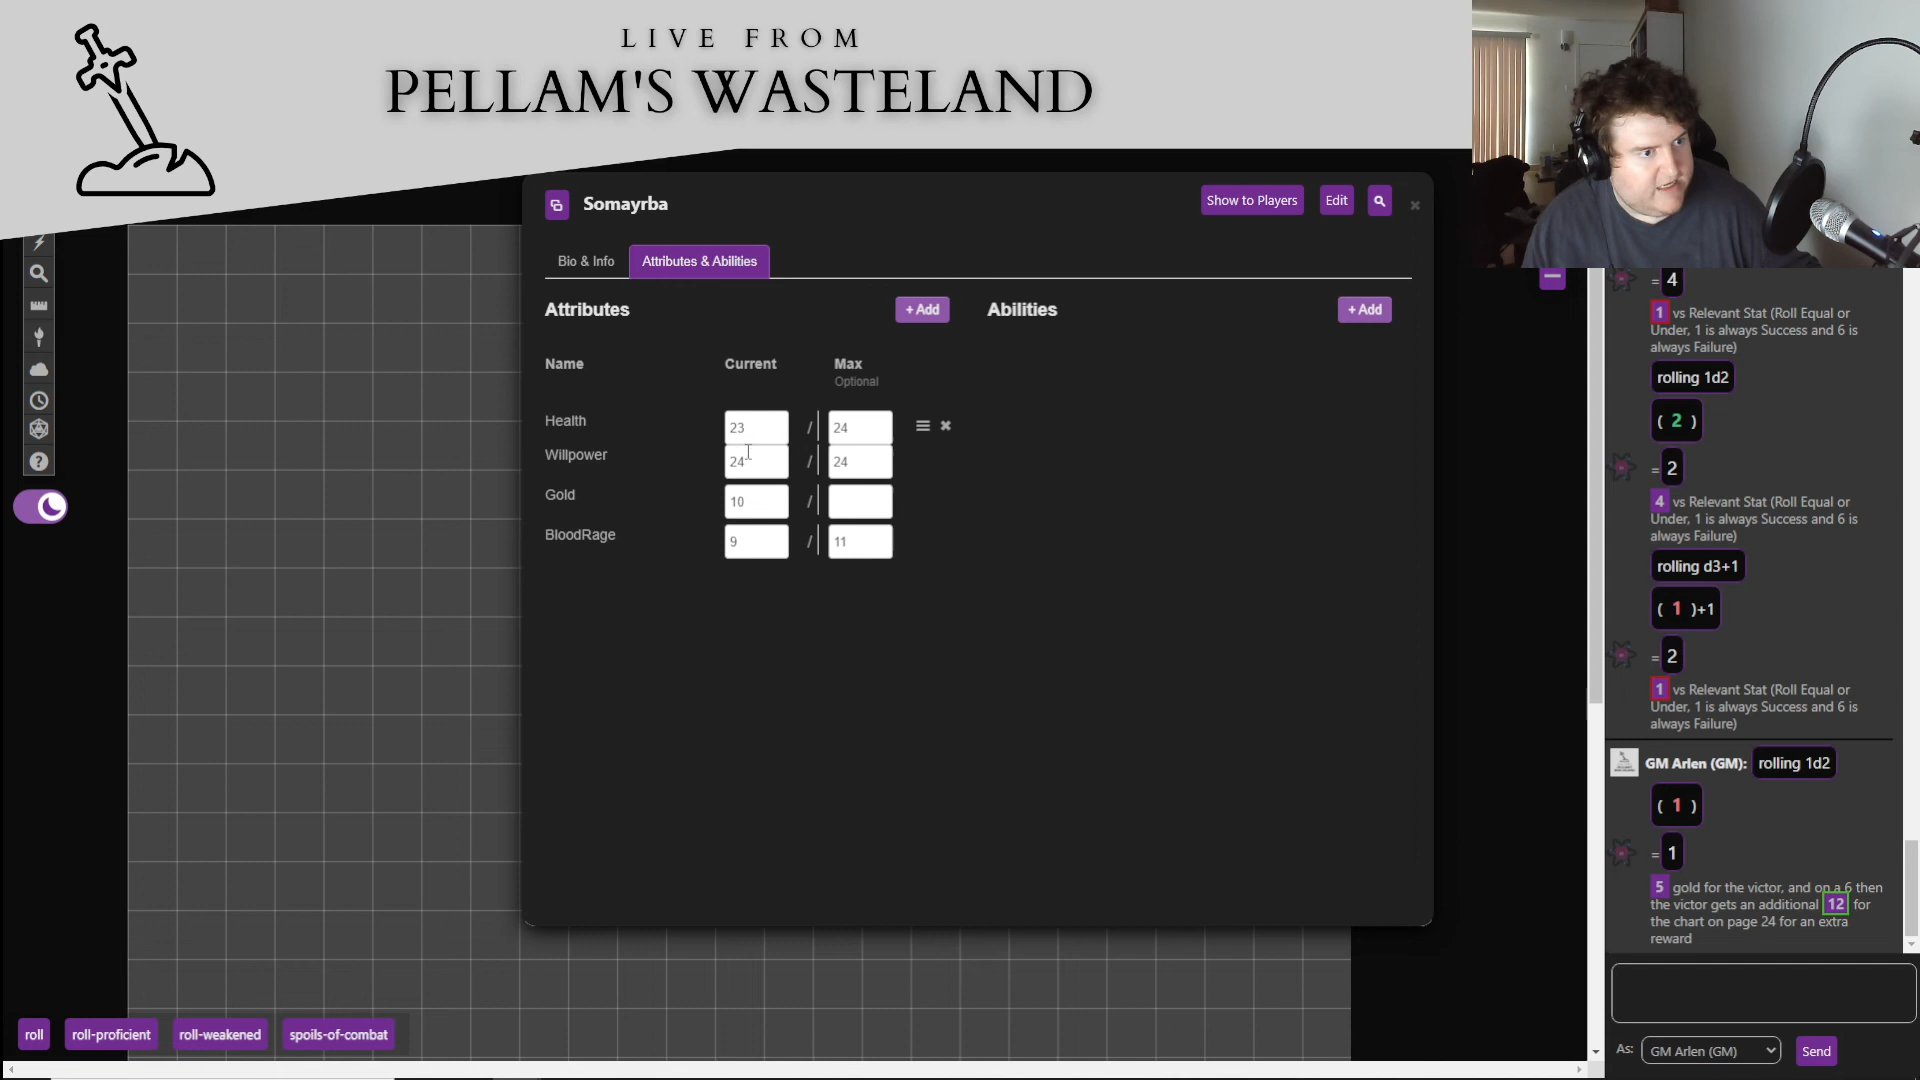 LIVE FROM
PELLAM'S WASTELAND
Somayrba
Show to Players
Edit
Bio & Info
Attributes & Abilities
Attributes
+ Add
Abilities
+ Add
Name
Current
Max
Optional
Health
23
/
24
Willpower
24
/
24
Gold
10
/
BloodRage
9
/
11
= 4
1 vs Relevant Stat (Roll Equal or
Under, 1 is always Success and 6 is
always Failure)
rolling 1d2
( 2 )
= 2
4 vs Relevant Stat (Roll Equal or
Under, 1 is always Success and 6 is
always Failure)
rolling d3+1
( 1 )+1
= 2
1 vs Relevant Stat (Roll Equal or
Under, 1 is always Success and 6 is
always Failure)
GM Arlen (GM): rolling 1d2
( 1 )
= 1
5 gold for the victor, and on a 6 then
the victor gets an additional 12 for
the chart on page 24 for an extra
reward
roll
roll-proficient
roll-weakened
spoils-of-combat
As:
GM Arlen (GM)
Send